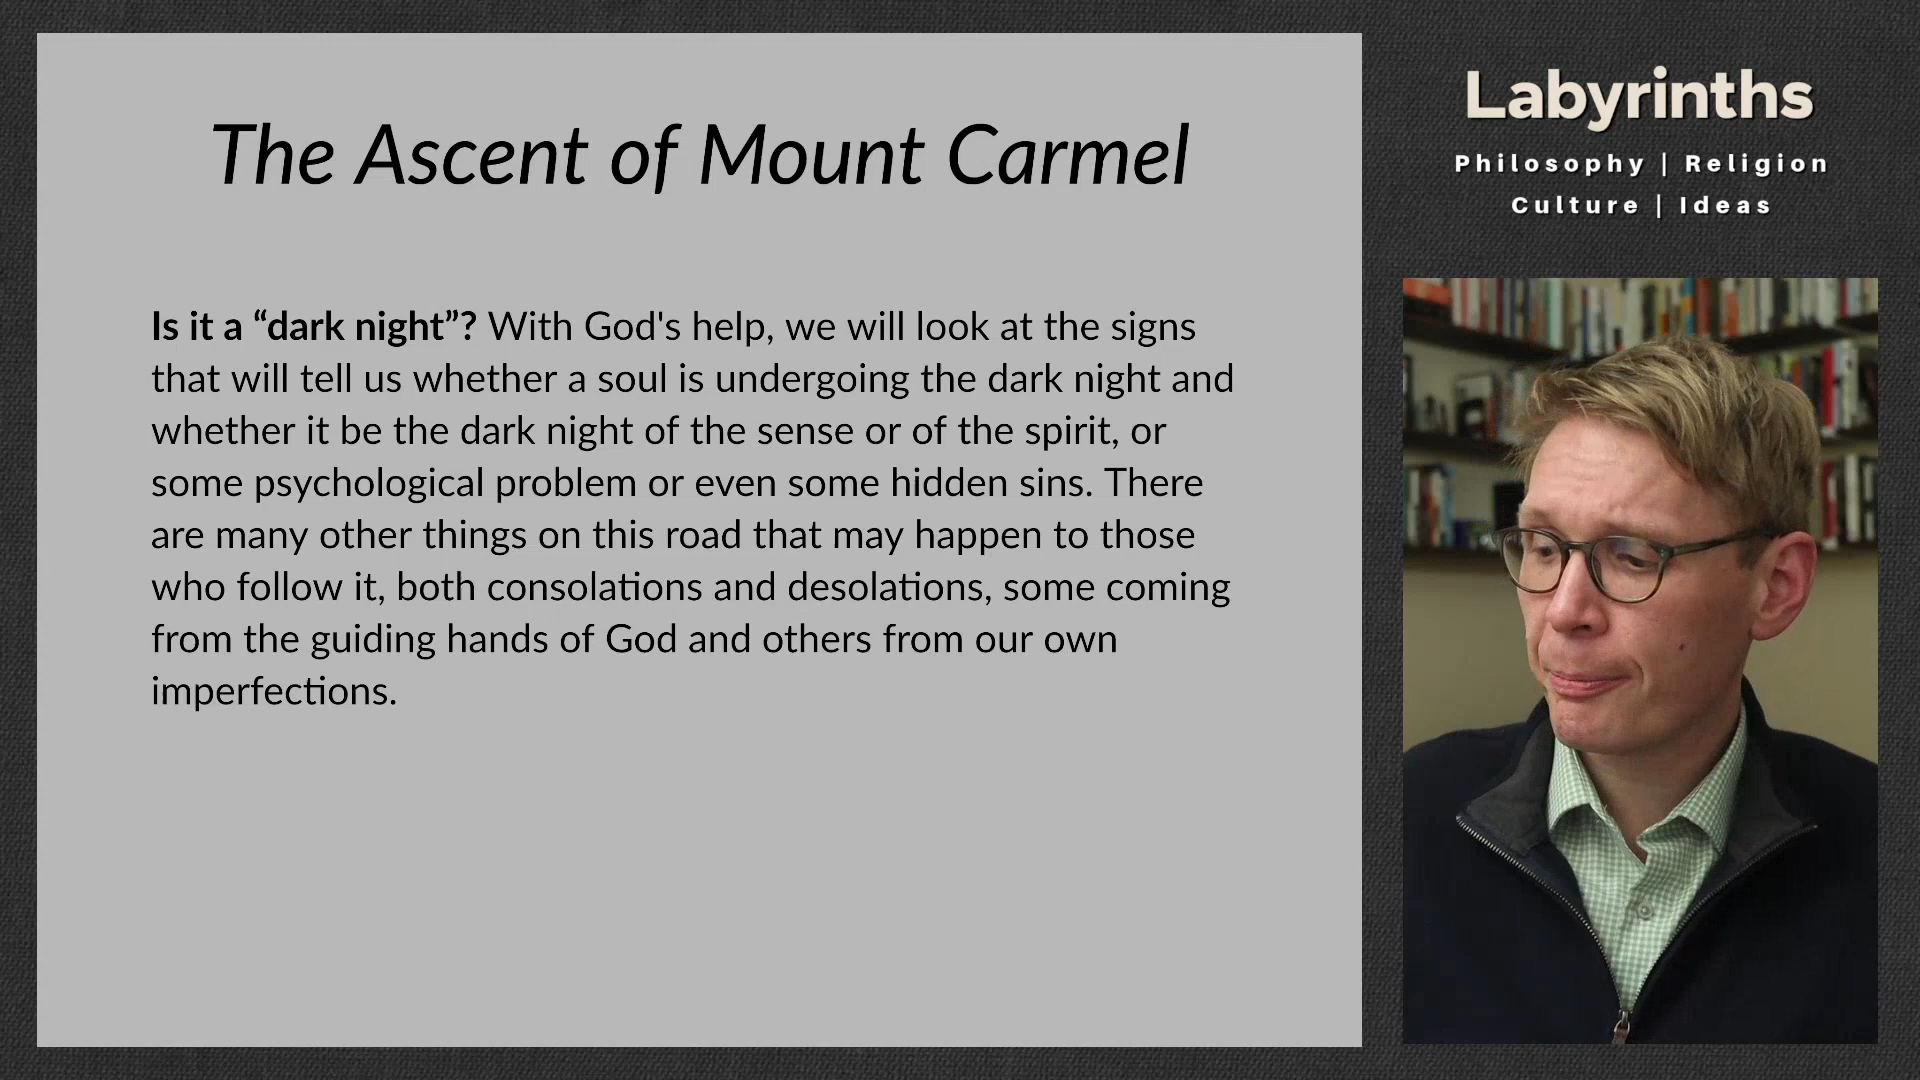 The Ascent of Mount Carmel
Is it a “dark night”? With God's help, we will look at the signs
that will tell us whether a soul is undergoing the dark night and
whether it be the dark night of the sense or of the spirit, or
some psychological problem or even some hidden sins. There
are many other things on this road that may happen to those
who follow it, both consolations and desolations, some coming
from the guiding hands of God and others from our own
imperfections.
Labyrinths
Philosophy | Religion
Culture | Ideas